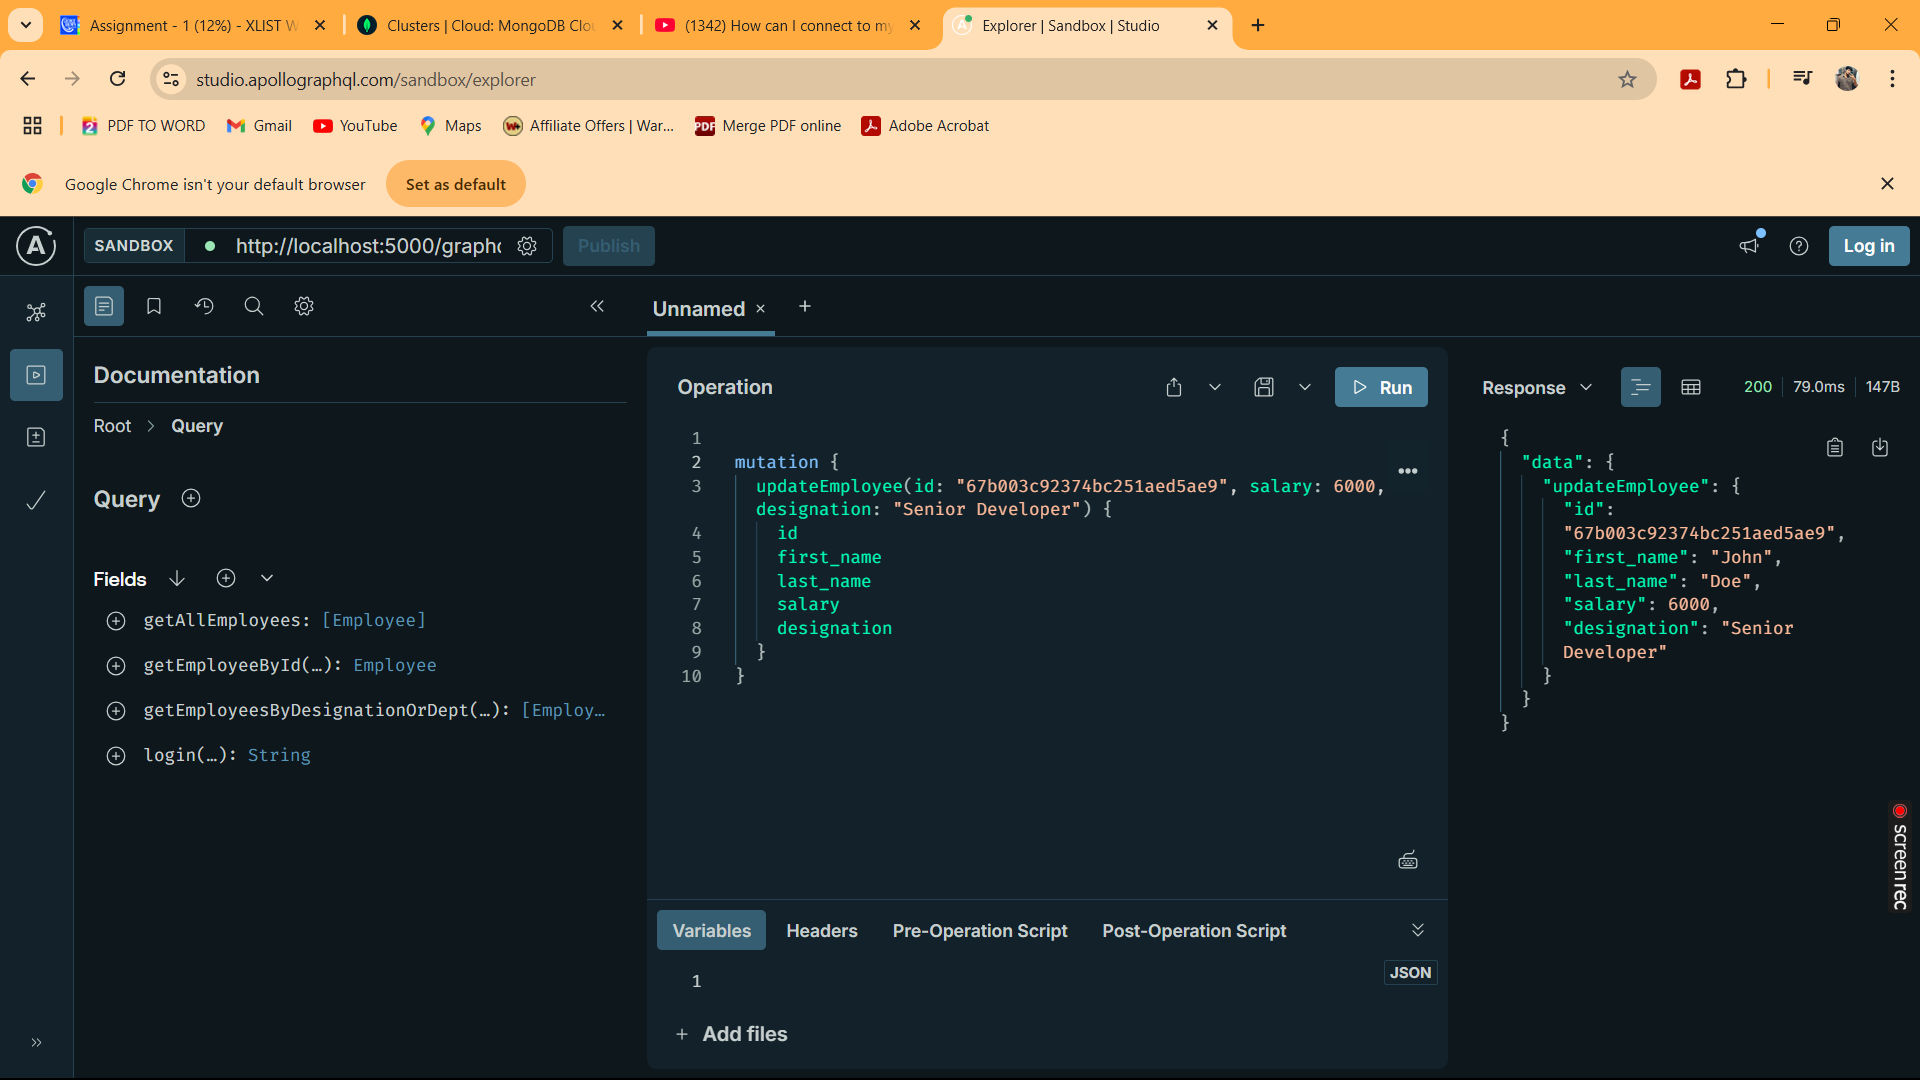 Assignment - 1 (12%) - XLIST W
Clusters | Cloud: MongoDB Clo
(1342) How can I connect to my
Explorer | Sandbox | Studio
studio.apollographql.com/sandbox/explorer
PDF TO WORD
Gmail
YouTube
Maps
Affiliate Offers | War...
PDF
Merge PDF online
Adobe Acrobat
Google Chrome isn't your default browser
Set as default
SANDBOX
http://localhost:5000/graphq
Publish
Log in
Unnamed
Documentation
Root > Query
Query
Fields
getAllEmployees: [Employee]
getEmployeeById(…): Employee
getEmployeesByDesignationOrDept(…): [Employ…
login(…): String
Operation
Run
1
2 mutation {
3 updateEmployee(id: "67b003c92374bc251aed5ae9", salary: 6000,
designation: "Senior Developer") {
4 id
5 first_name
6 last_name
7 salary
8 designation
9 }
10 }
Variables
Headers
Pre-Operation Script
Post-Operation Script
1
JSON
+ Add files
Response
200
79.0ms
147B
{
"data": {
"updateEmployee": {
"id":
"67b003c92374bc251aed5ae9",
"first_name": "John",
"last_name": "Doe",
"salary": 6000,
"designation": "Senior
Developer"
}
}
}
screenrec